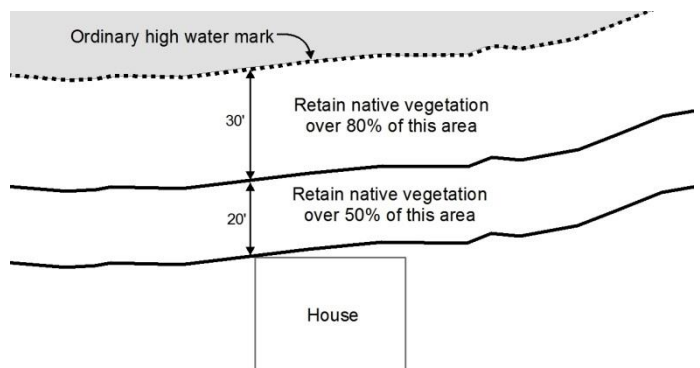 Ordinary high water mark
30'
Retain native vegetation
over 80% of this area
20'
Retain native vegetation
over 50% of this area
House